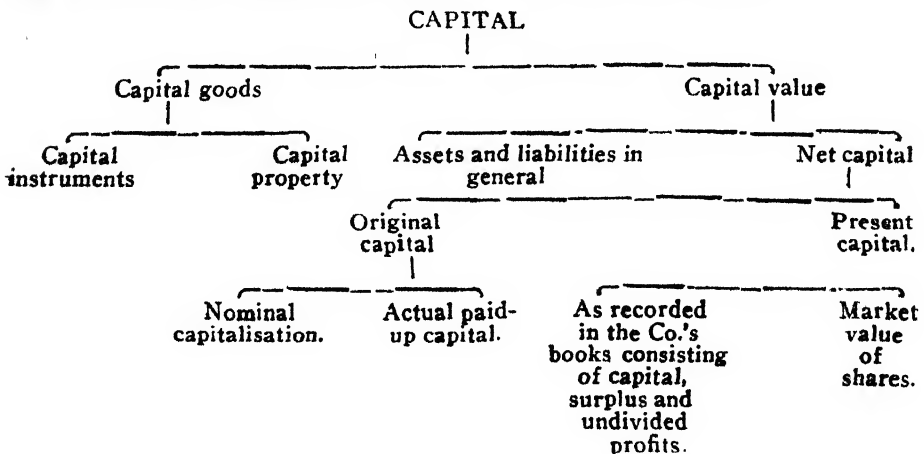 CAPITAL
Capital goods
Capital value
Capital
instruments
Capital
property
Assets and liabilities in
general
Net capital
Original
capital
Present
capital.
Nominal
capitalisation.
Actual paid-
up capital.
As recorded
in the Co.'s
books consisting
of capital,
surplus and
undivided
profits.
Market
value
of
shares.